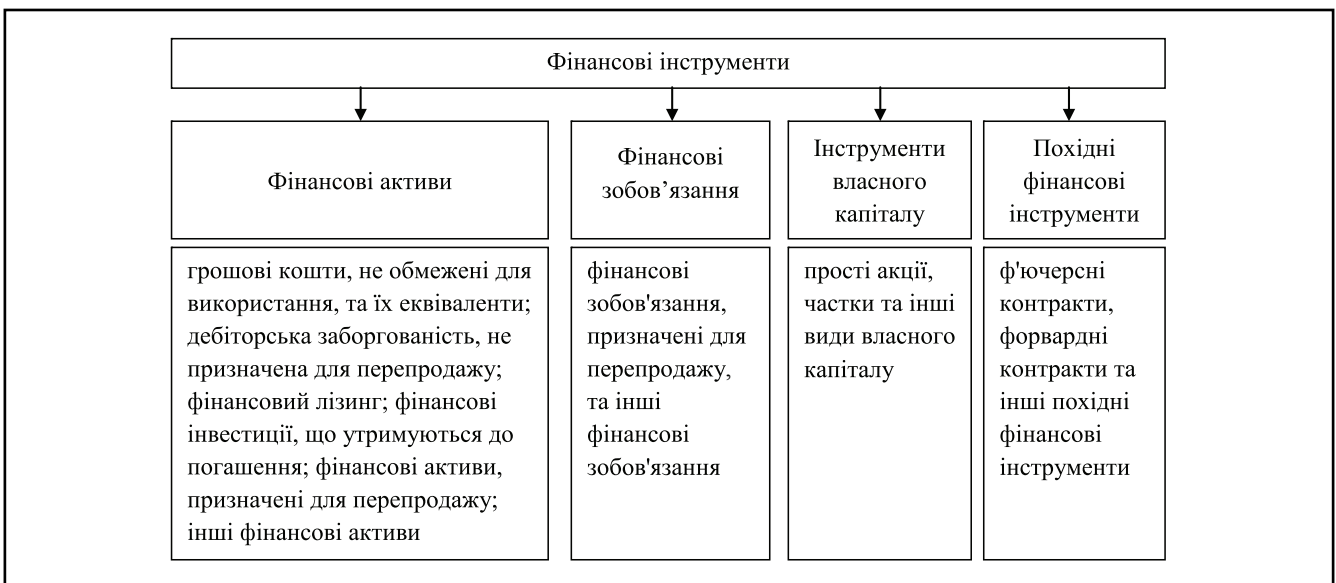 Фінансові інструменти
Фінансові активи
Фінансові
зобов’язання
Інструменти
власного
капіталу
Похідні
фінансові
інструменти
грошові кошти, не обмежені для
використання, та їх еквіваленти;
дебіторська заборгованість, не
призначена для перепродажу;
фінансовий лізинг; фінансові
інвестиції, що утримуються до
погашення; фінансові активи,
призначені для перепродажу;
інші фінансові активи
фінансові
зобов'язання,
призначені для
перепродажу,
та інші
фінансові
зобов'язання
прості акції,
частки та інші
види власного
капіталу
ф'ючерсні
контракти,
форвардні
контракти та
інші похідні
фінансові
інструменти